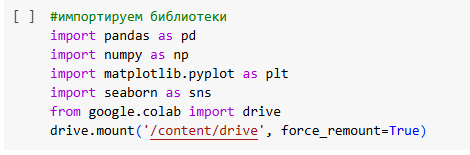 [ ] #импортируем библиотеки
import pandas as pd
import numpy as np
import matplotlib.pyplot as plt
import seaborn as sns
from google.colab import drive
drive.mount('/content/drive', force_remount=True)